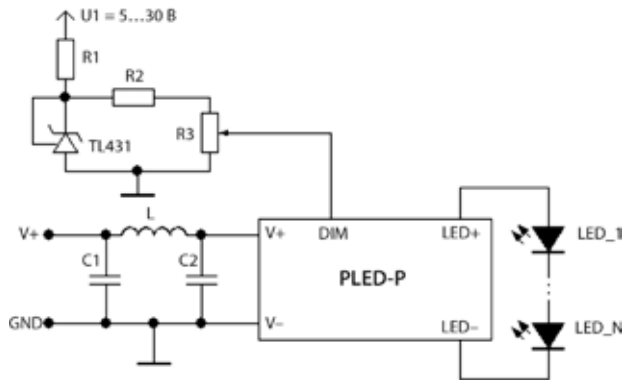 U1 = 5...30 В
R1
R2
R3
TL431
L
V+
C1
C2
GND
V+
DIM
LED+
PLED-P
V–
LED–
LED_1
LED_N